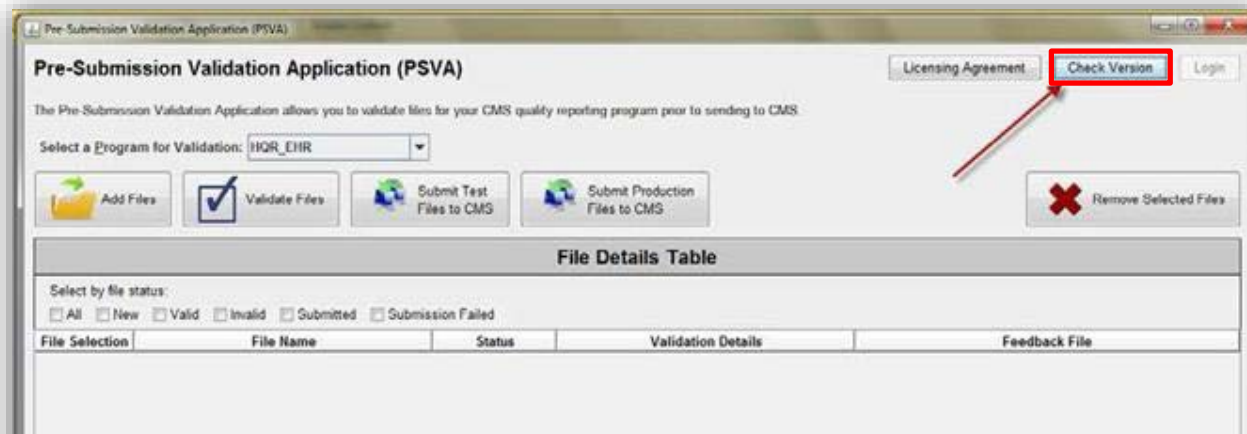 Pre-Submission Validation Application (PSVA)
Pre-Submission Validation Application (PSVA)
Licensing Agreement
Check Version
Login
The Pre-Submission Validation Application allows you to validate files for your CMS quality reporting program prior to sending to CMS.
Select a Program for Validation: HQR_EHR
Add Files
Validate Files
Submit Test
Files to CMS
Submit Production
Files to CMS
Remove Selected Files
File Details Table
Select by file status:
All New Valid Invalid Submitted Submission Failed
File Selection File Name Status Validation Details Feedback File